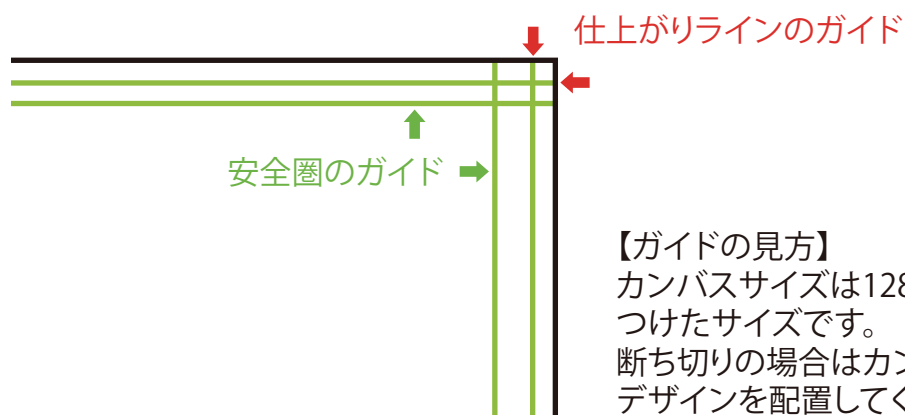 仕上がりラインのガイド
安全圏のガイド
【ガイドの見方】
カンバスサイズは128
つけたサイズです。
断ち切りの場合はカン
デザインを配置してく